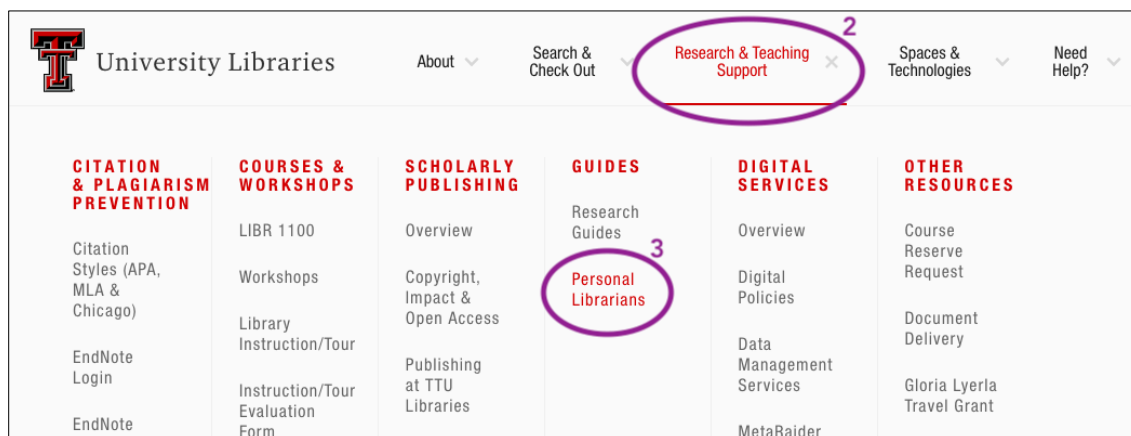 University Libraries
About
Search &
Check Out
Research & Teaching
Support
2
Spaces &
Technologies
Need
Help?
CITATION
& PLAGIARISM
PREVENTION
Citation
Styles (APA,
MLA &
Chicago)
EndNote
Login
EndNote
COURSES &
WORKSHOPS
LIBR 1100
Workshops
Library
Instruction/Tour
Instruction/Tour
Evaluation
Form
SCHOLARLY
PUBLISHING
Overview
Copyright,
Impact &
Open Access
Publishing
at TTU
Libraries
GUIDES
Research
Guides
3
Personal
Librarians
DIGITAL
SERVICES
Overview
Digital
Policies
Data
Management
Services
MetaRaider
OTHER
RESOURCES
Course
Reserve
Request
Document
Delivery
Gloria Lyerla
Travel Grant